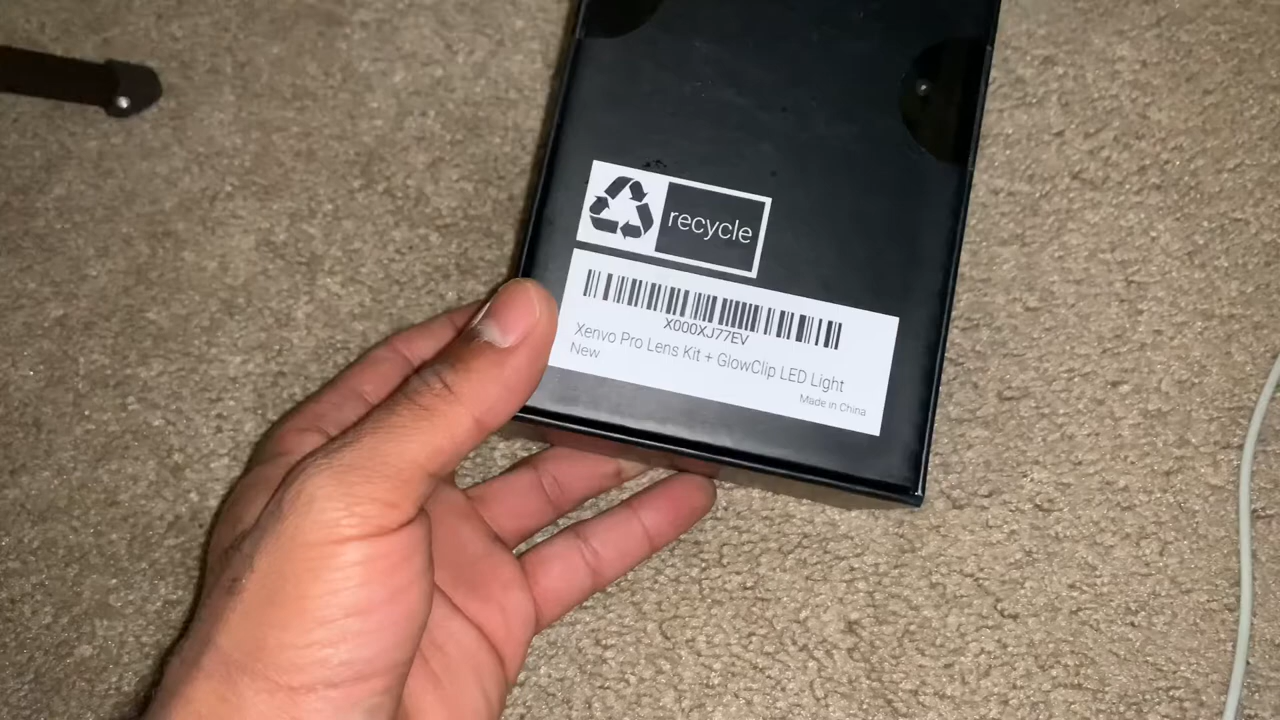 recycle
X000XJ77EV
Xenvo Pro Lens Kit + GlowClip LED Light
New
Made in China